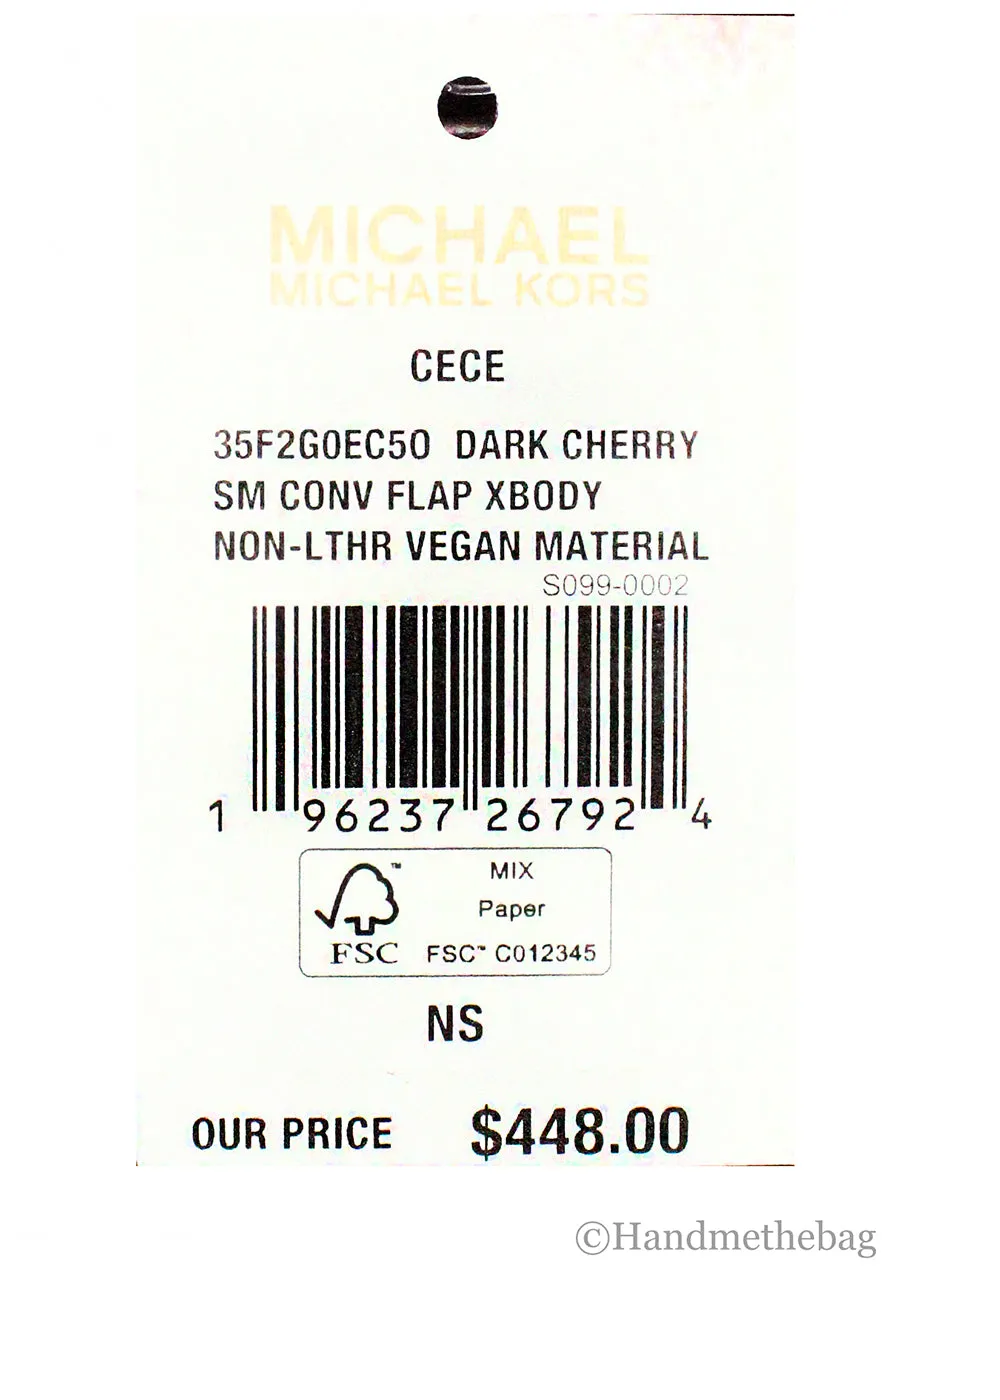 MICHAEL
MICHAEL KORS
CECE
35F2G0EC5O DARK CHERRY
SM CONV FLAP XBODY
NON-LTHR VEGAN MATERIAL
S099-0002
1 96237 26792 4
MIX
Paper
FSC™ C012345
FSC
NS
OUR PRICE $448.00
©Handmethebag